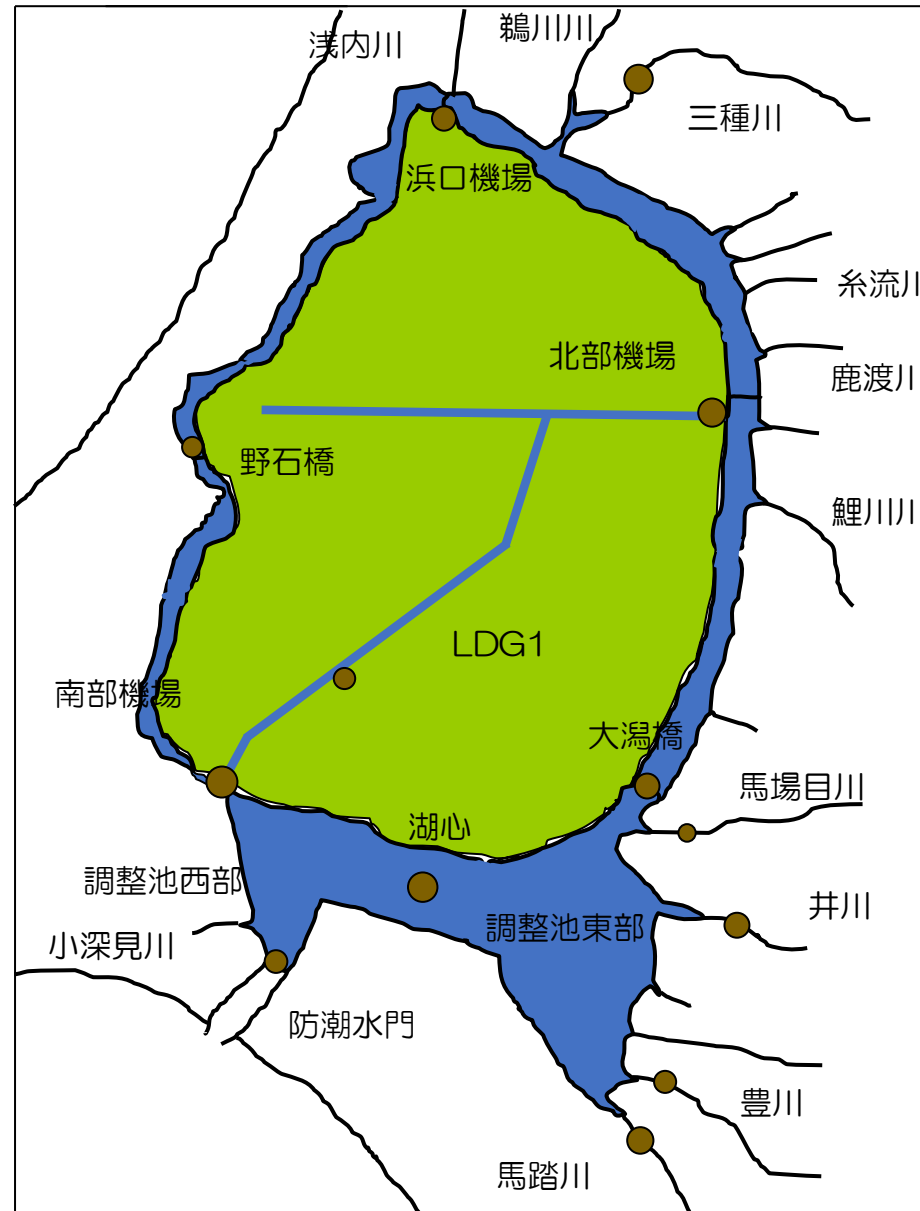 鵜川川
浅内川
三種川
浜口機場
糸流川
北部機場
鹿渡川
野石橋
鯉川川
LDG1
南部機場
大潟橋
馬場目川
湖心
調整池西部
井川
調整池東部
小深見川
防潮水門
豊川
馬踏川